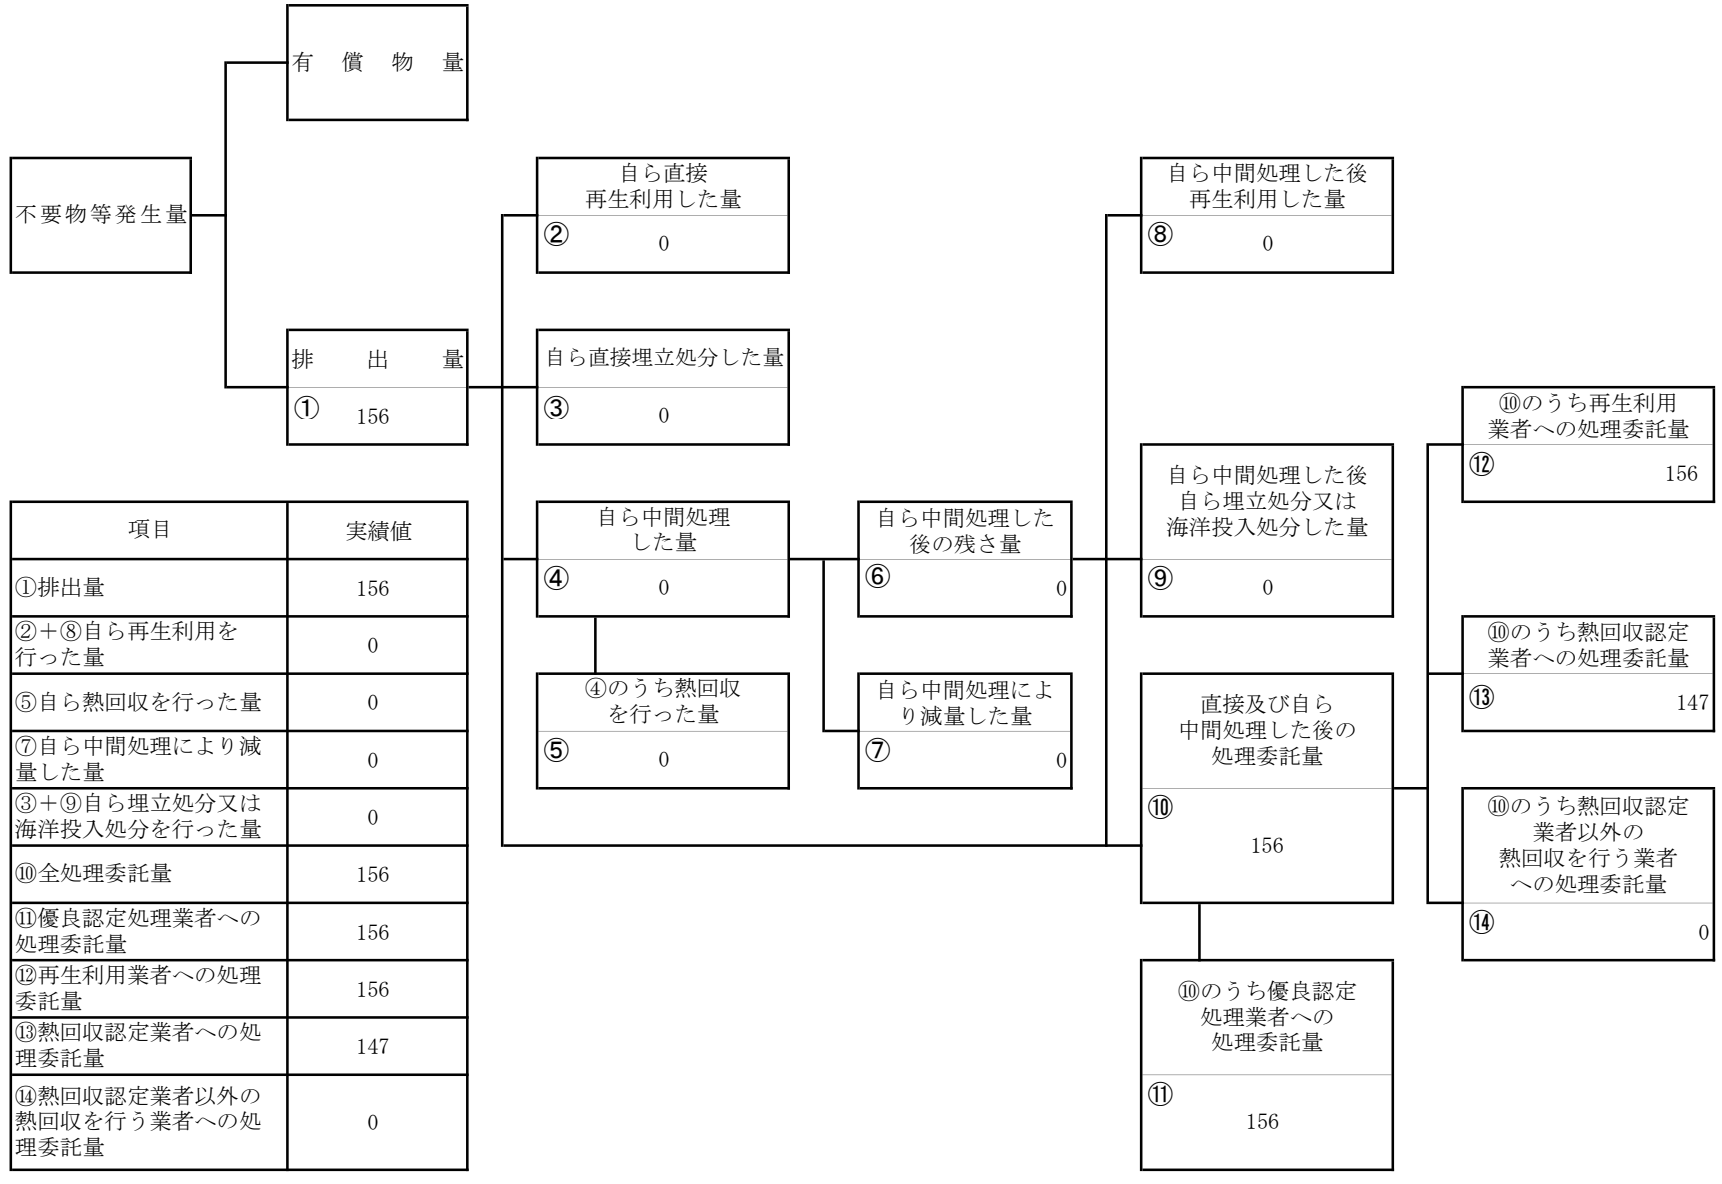 有償物量
不要物等発生量
排出量
①
156
自ら直接
再生利用した量
②
0
自ら直接埋立処分した量
③
0
自ら中間処理
した量
④
0
④のうち熱回収
を行った量
⑤
0
自ら中間処理した
後の残さ量
⑥
0
自ら中間処理によ
り減量した量
⑦
0
自ら中間処理した後
再生利用した量
⑧
0
自ら中間処理した後
自ら埋立処分又は
海洋投入処分した量
⑨
0
直接及び自ら
中間処理した後の
処理委託量
⑩
156
⑩のうち優良認定
処理業者への
処理委託量
⑪
156
⑩のうち再生利用
業者への処理委託量
⑫
156
⑩のうち熱回収認定
業者への処理委託量
⑬
147
⑩のうち熱回収認定
業者以外の
熱回収を行う業者
への処理委託量
⑭
0
項目 実績値
①排出量 156
②+⑧自ら再生利用を
行った量 0
⑤自ら熱回収を行った量 0
⑦自ら中間処理により減
量した量 0
③+⑨自ら埋立処分又は
海洋投入処分を行った量 0
⑩全処理委託量 156
⑪優良認定処理業者への
処理委託量 156
⑫再生利用業者への処理
委託量 156
⑬熱回収認定業者への処
理委託量 147
⑭熱回収認定業者以外の
熱回収を行う業者への処
理委託量 0